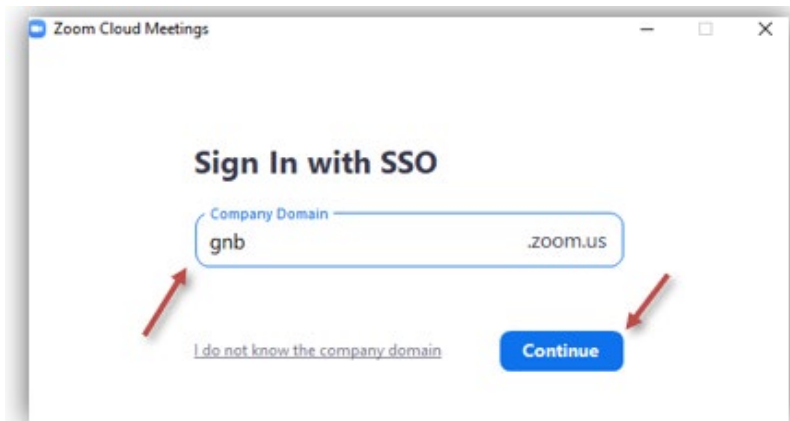 Zoom Cloud Meetings
Sign In with SSO
Company Domain
gnb .zoom.us
I do not know the company domain Continue